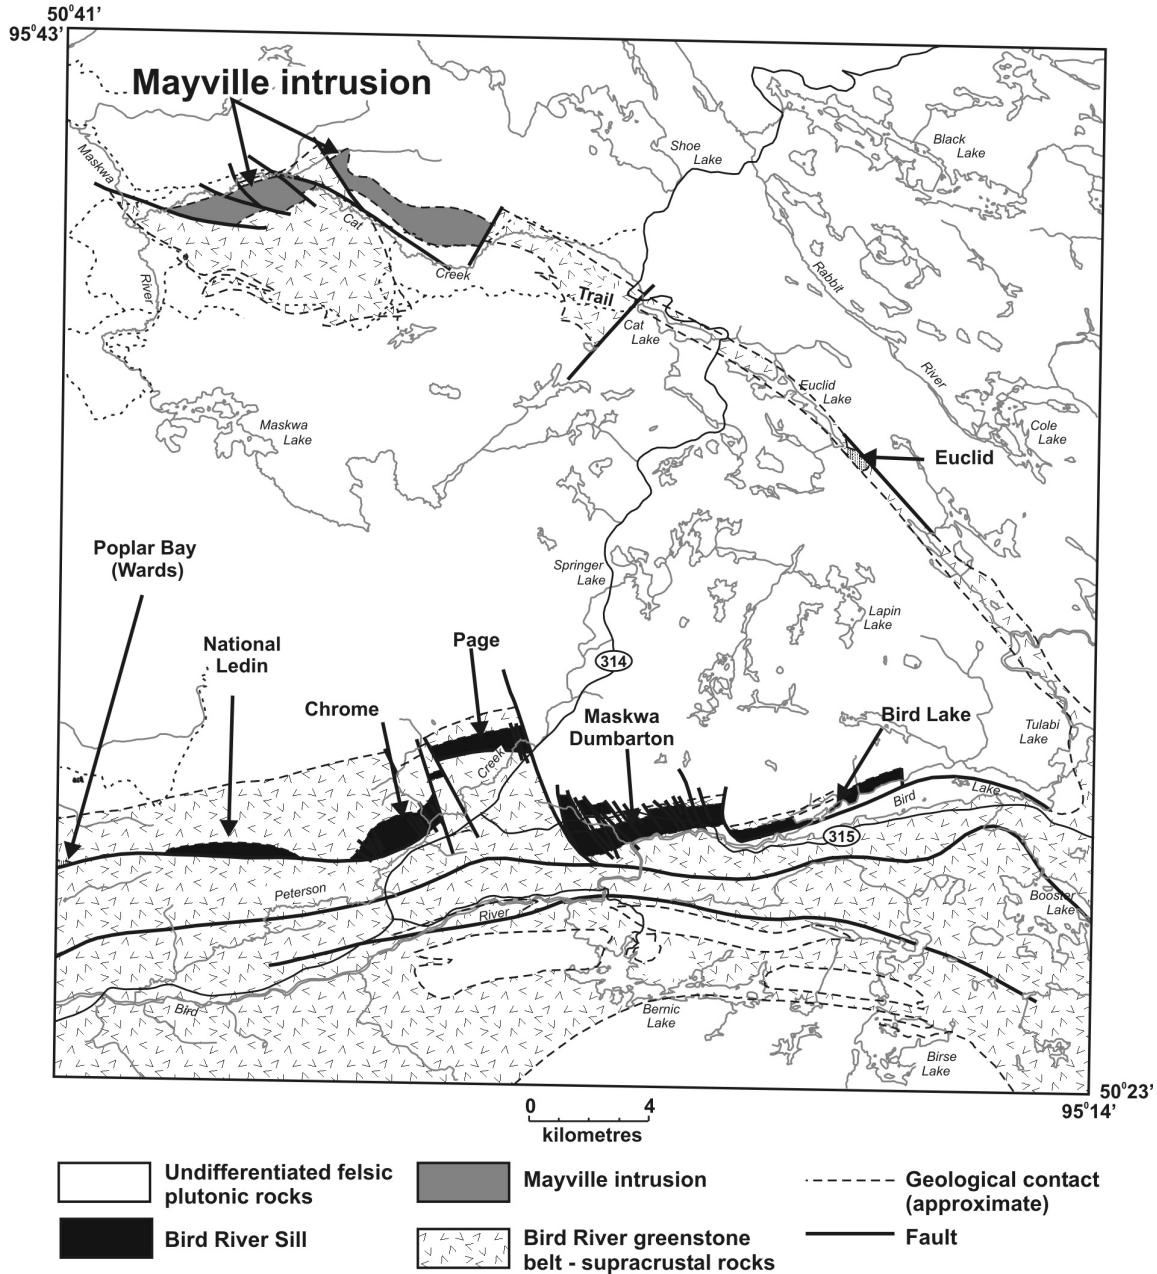 50°41’
95°43’
Mayville intrusion
Maskwa
River
Cat
Creek
Trail
Shoe
Lake
Black
Lake
Rabbit
River
Cat
Lake
Euclid
Lake
Maskwa
Lake
Cole
Lake
Euclid
Poplar Bay
(Wards)
Springer
Lake
Lapin
Lake
National
Ledin
Page
314
Chrome
Maskwa
Dumbarton
Bird Lake
Tulabi
Lake
Creek
Bird
Lake
315
Peterson
River
Booster
Lake
Bird
Bernic
Lake
Birse
Lake
50°23’
95°14’
0 4
kilometres
Undifferentiated felsic
plutonic rocks
Mayville intrusion
Geological contact
(approximate)
Bird River Sill
Bird River greenstone
belt - supracrustal rocks
Fault